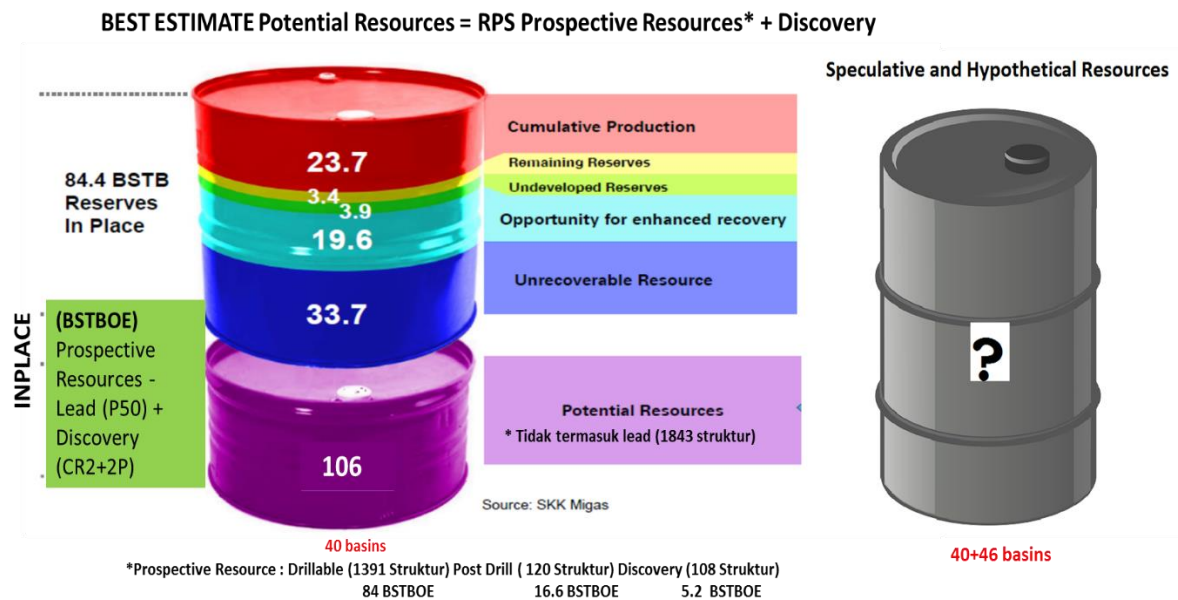 BEST ESTIMATE Potential Resources = RPS Prospective Resources* + Discovery
Speculative and Hypothetical Resources
84.4 BSTB
Reserves
In Place
23.7
3.4
3.9
19.6
33.7
Cumulative Production
Remaining Reserves
Undeveloped Reserves
Opportunity for enhanced recovery
Unrecoverable Resource
INPLACE
(BSTBOE)
Prospective
Resources -
Lead (P50) +
Discovery
(CR2+2P)
106
Potential Resources
* Tidak termasuk lead (1843 struktur)
?
Source: SKK Migas
40 basins
40+46 basins
*Prospective Resource : Drillable (1391 Struktur) Post Drill ( 120 Struktur) Discovery (108 Struktur)
84 BSTBOE 16.6 BSTBOE 5.2 BSTBOE